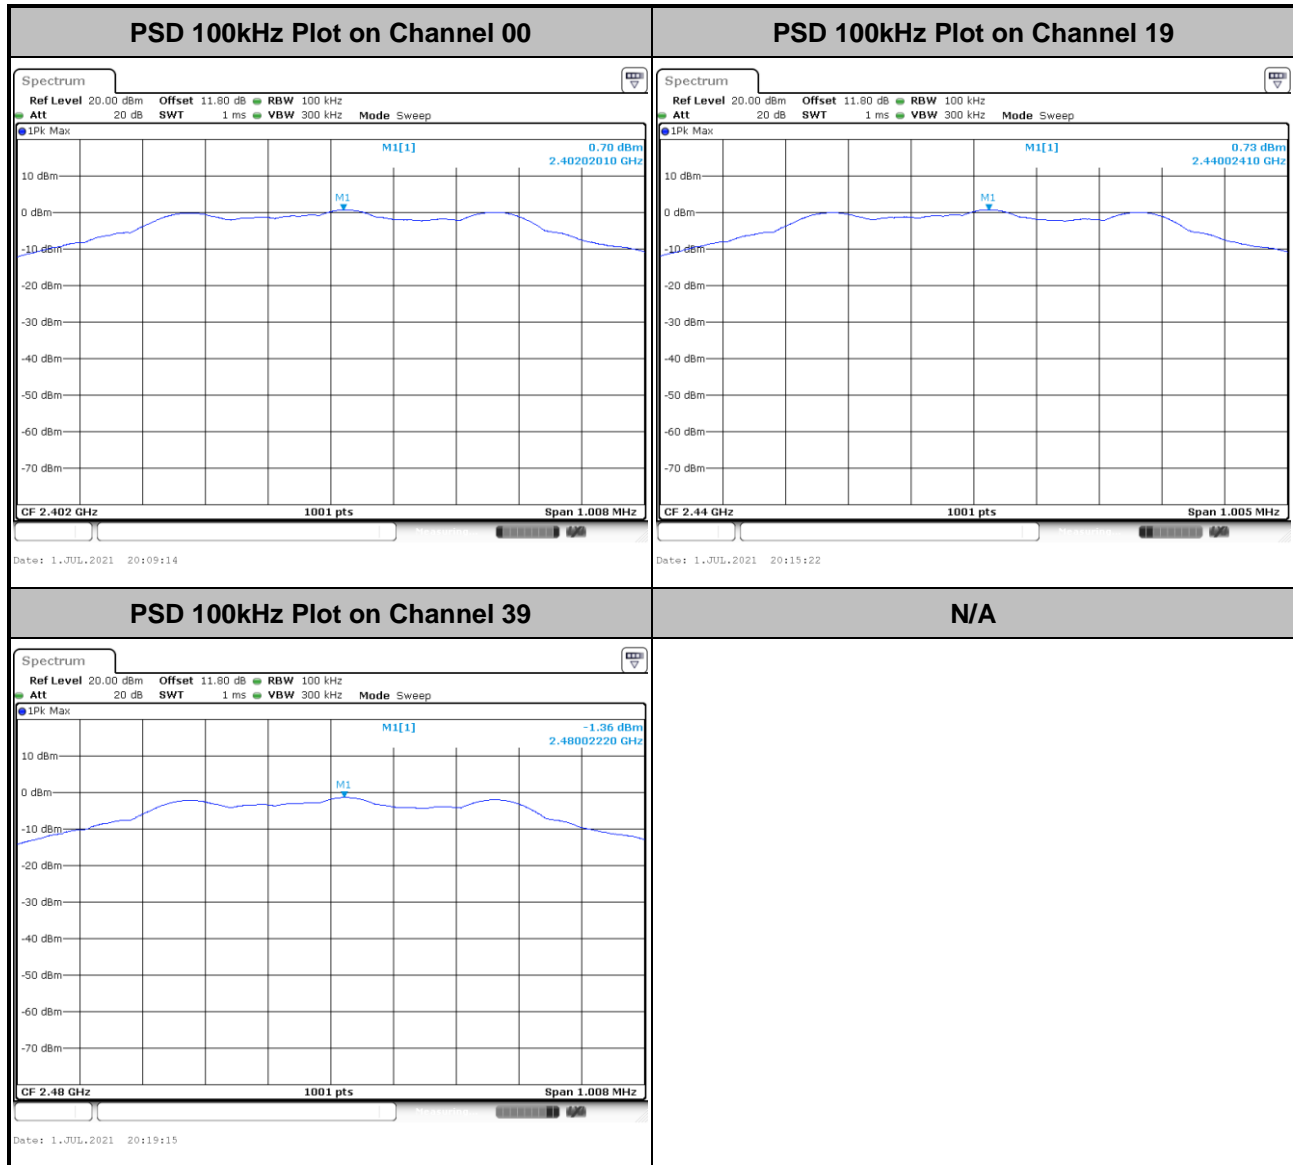 PSD 100kHz Plot on Channel 00
PSD 100kHz Plot on Channel 19
Spectrum
Ref Level 20.00 dBm Offset 11.80 dB RBW 100 kHz
Att 20 dB SWT 1 ms VBW 300 kHz Mode Sweep
1Pk Max
M1[1] 0.70 dBm
2.40202010 GHz
10 dBm
M1
0 dBm
-10 dBm
-20 dBm
-30 dBm
-40 dBm
-50 dBm
-60 dBm
-70 dBm
CF 2.402 GHz 1001 pts Span 1.008 MHz
Date: 1.JUL.2021 20:09:14
Spectrum
Ref Level 20.00 dBm Offset 11.80 dB RBW 100 kHz
Att 20 dB SWT 1 ms VBW 300 kHz Mode Sweep
1Pk Max
M1[1] 0.73 dBm
2.44002410 GHz
10 dBm
M1
0 dBm
-10 dBm
-20 dBm
-30 dBm
-40 dBm
-50 dBm
-60 dBm
-70 dBm
CF 2.44 GHz 1001 pts Span 1.005 MHz
Measuring
Date: 1.JUL.2021 20:15:22
PSD 100kHz Plot on Channel 39
N/A
Spectrum
Ref Level 20.00 dBm Offset 11.80 dB RBW 100 kHz
Att 20 dB SWT 1 ms VBW 300 kHz Mode Sweep
1Pk Max
M1[1] -1.36 dBm
2.48002220 GHz
10 dBm
M1
0 dBm
-10 dBm
-20 dBm
-30 dBm
-40 dBm
-50 dBm
-60 dBm
-70 dBm
CF 2.48 GHz 1001 pts Span 1.008 MHz
Measuring
Date: 1.JUL.2021 20:19:15